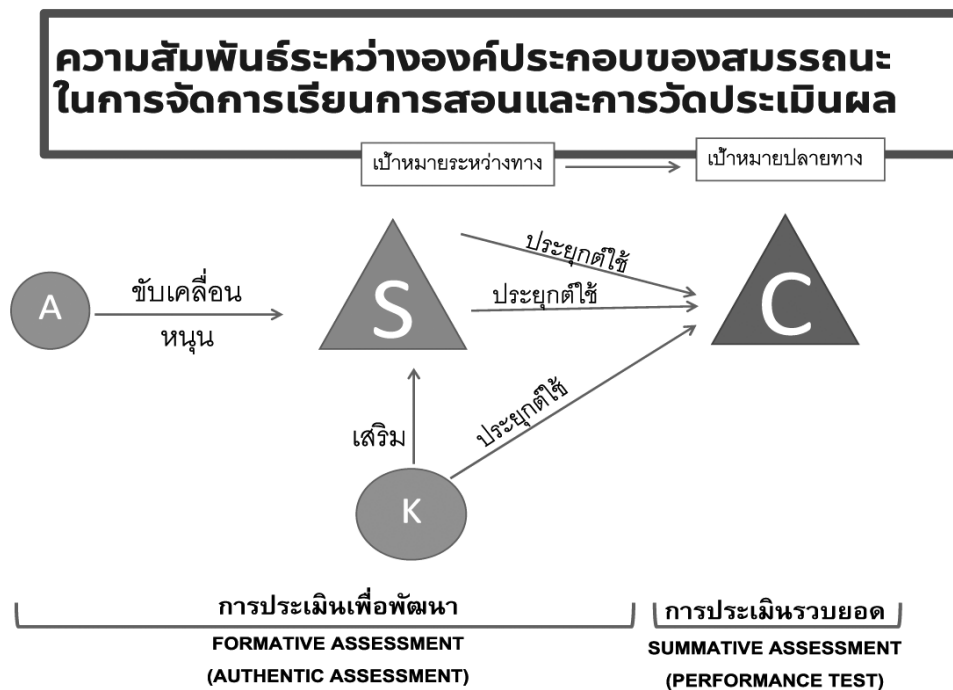 ความสัมพันธ์ระหว่างองค์ประกอบของสมรรถนะ
ในการจัดการเรียนการสอนและการวัดประเมินผล
เป้าหมายระหว่างทาง
เป้าหมายปลายทาง
A
ขับเคลื่อน
หนุน
S
ประยุกต์ใช้
ประยุกต์ใช้
C
เสริม
ประยุกต์ใช้
K
การประเมินเพื่อพัฒนา
FORMATIVE ASSESSMENT
(AUTHENTIC ASSESSMENT)
การประเมินรวบยอด
SUMMATIVE ASSESSMENT
(PERFORMANCE TEST)